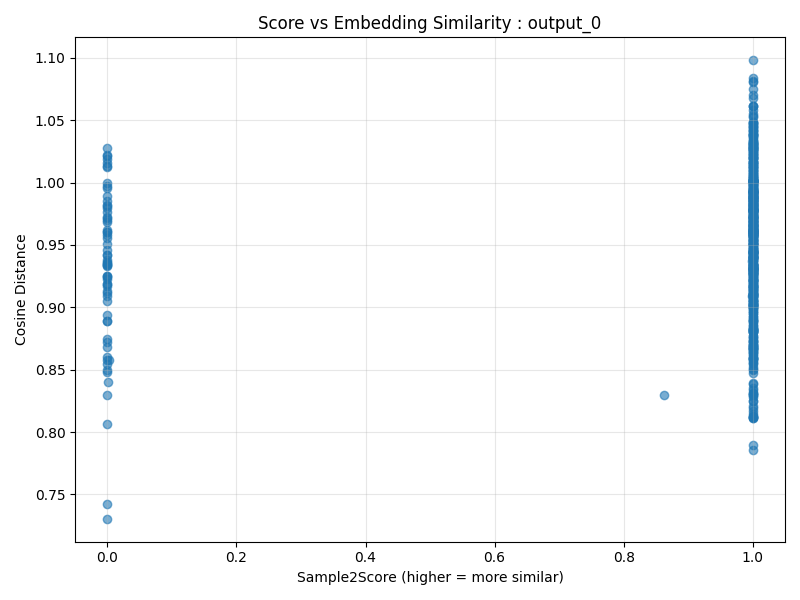 Score vs Embedding Similarity : output_0
1.10
1.05
1.00
0.95
0.90
0.85
0.80
0.75
Cosine Distance
0.0 0.2 0.4 0.6 0.8 1.0
Sample2Score (higher = more similar)